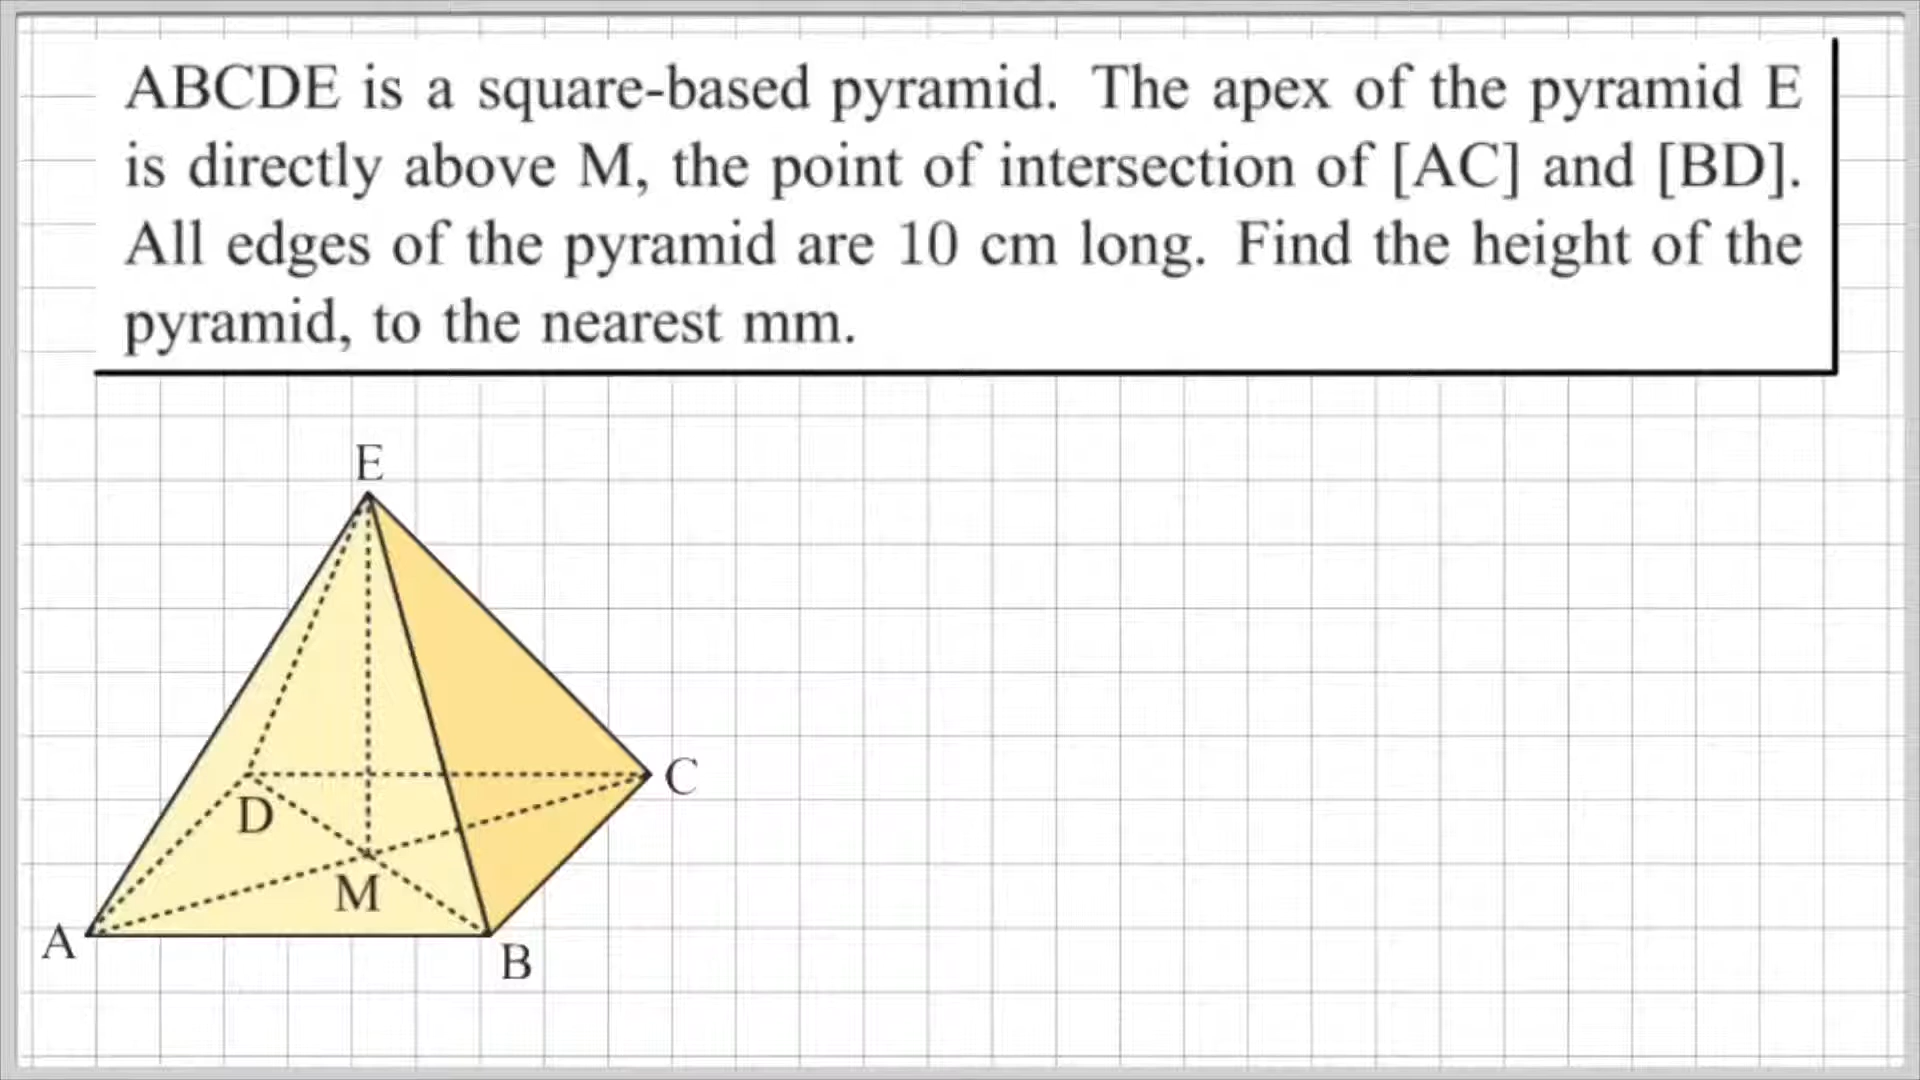 ABCDE is a square-based pyramid. The apex of the pyramid E
is directly above M, the point of intersection of [AC] and [BD].
All edges of the pyramid are 10 cm long. Find the height of the
pyramid, to the nearest mm.
E
C
D
M
A
B